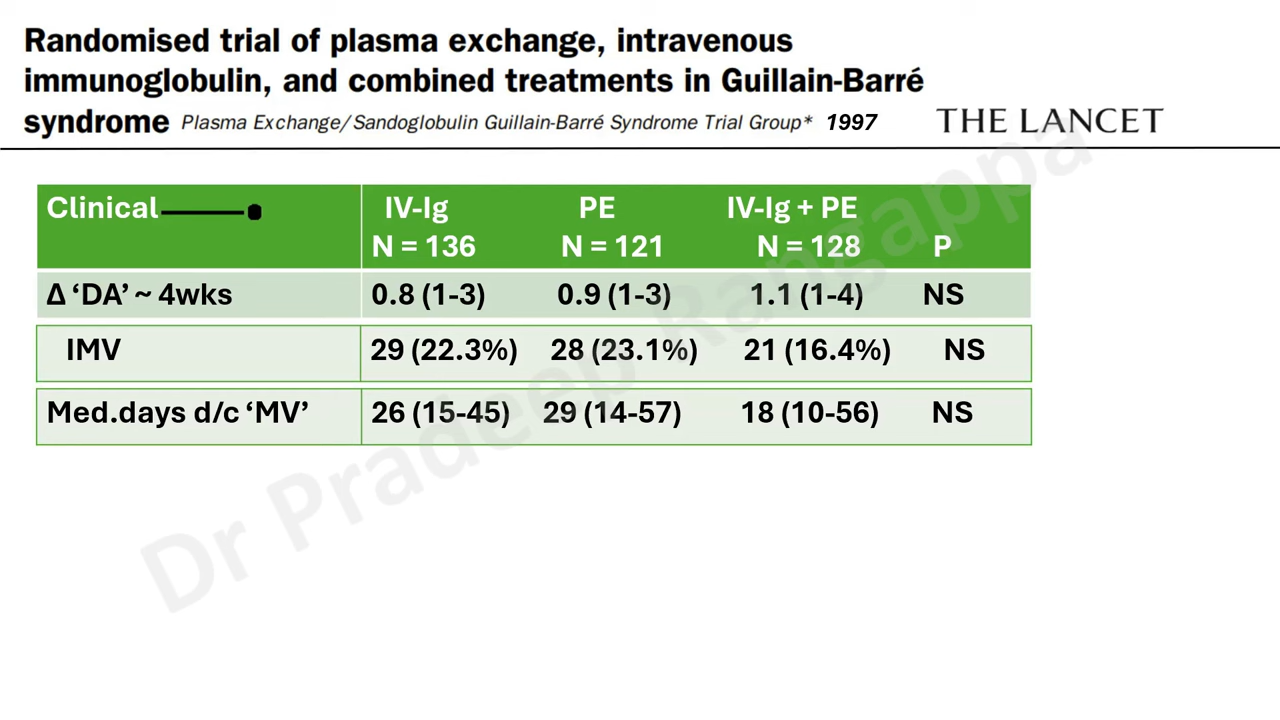 Randomised trial of plasma exchange, intravenous
immunoglobulin, and combined treatments in Guillain-Barré
syndrome Plasma Exchange/Sandoglobulin Guillain-Barré Syndrome Trial Group* 1997 THE LANCET
Clinical IV-Ig PE IV-Ig + PE
N = 136 N = 121 N = 128 P
Δ ‘DA’ ~ 4wks 0.8 (1-3) 0.9 (1-3) 1.1 (1-4) NS
IMV 29 (22.3%) 28 (23.1%) 21 (16.4%) NS
Med.days d/c ‘MV’ 26 (15-45) 29 (14-57) 18 (10-56) NS
Dr Pradeep Rangappa